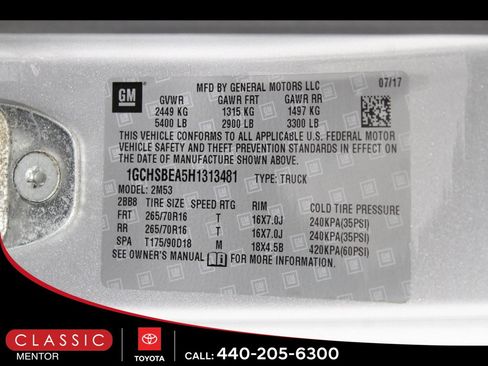 GM
MFD BY GENERAL MOTORS LLC 07/17
GVWR GAWR FRT GAWR RR
2449 KG 1315 KG 1497 KG
5400 LB 2900 LB 3300 LB
THIS VEHICLE CONFORMS TO ALL APPLICABLE U.S. FEDERAL MOTOR
VEHICLE SAFETY AND THEFT PREVENTION STANDARDS IN EFFECT ON
THE DATE OF MANUFACTURE SHOWN ABOVE.
1GCHSBEA5H1313481 TYPE: TRUCK
MODEL: 2M53
2BB8 TIRE SIZE SPEED RTG RIM COLD TIRE PRESSURE
FRT 265/70R16 T 16X7.0J 240KPA(35PSI)
RR 265/70R16 T 16X7.0J 240KPA(35PSI)
SPA T175/90D18 M 18X4.5B 420KPA(60PSI)
SEE OWNER'S MANUAL FOR MORE INFORMATION.
CLASSIC
MENTOR
TOYOTA
CALL: 440-205-6300